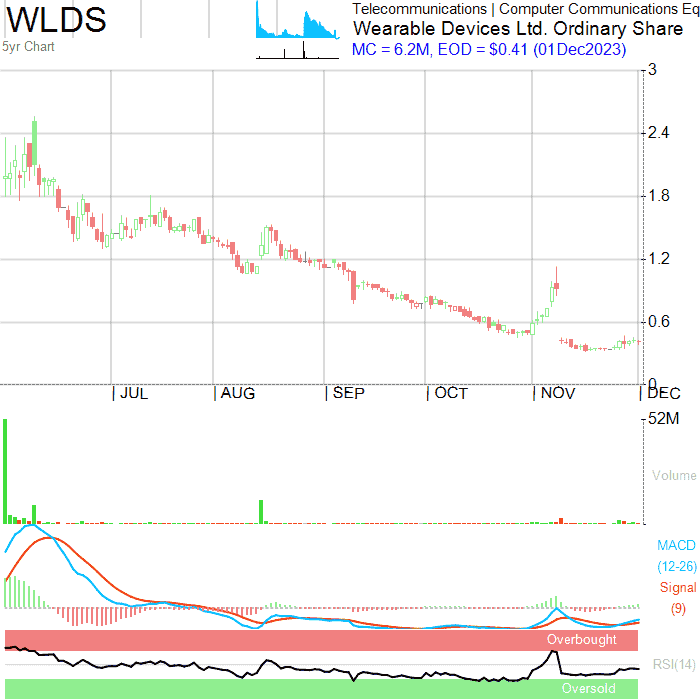 WLDS
5yr Chart
Telecommunications | Computer Communications Eq
Wearable Devices Ltd. Ordinary Share
MC = 6.2M, EOD = $0.41 (01Dec2023)
3
2.4
1.8
1.2
0.6
0
JUL
AUG
SEP
OCT
NOV
DEC
52M
Volume
MACD
(12-26)
Signal
(9)
Overbought
RSI(14)
Oversold